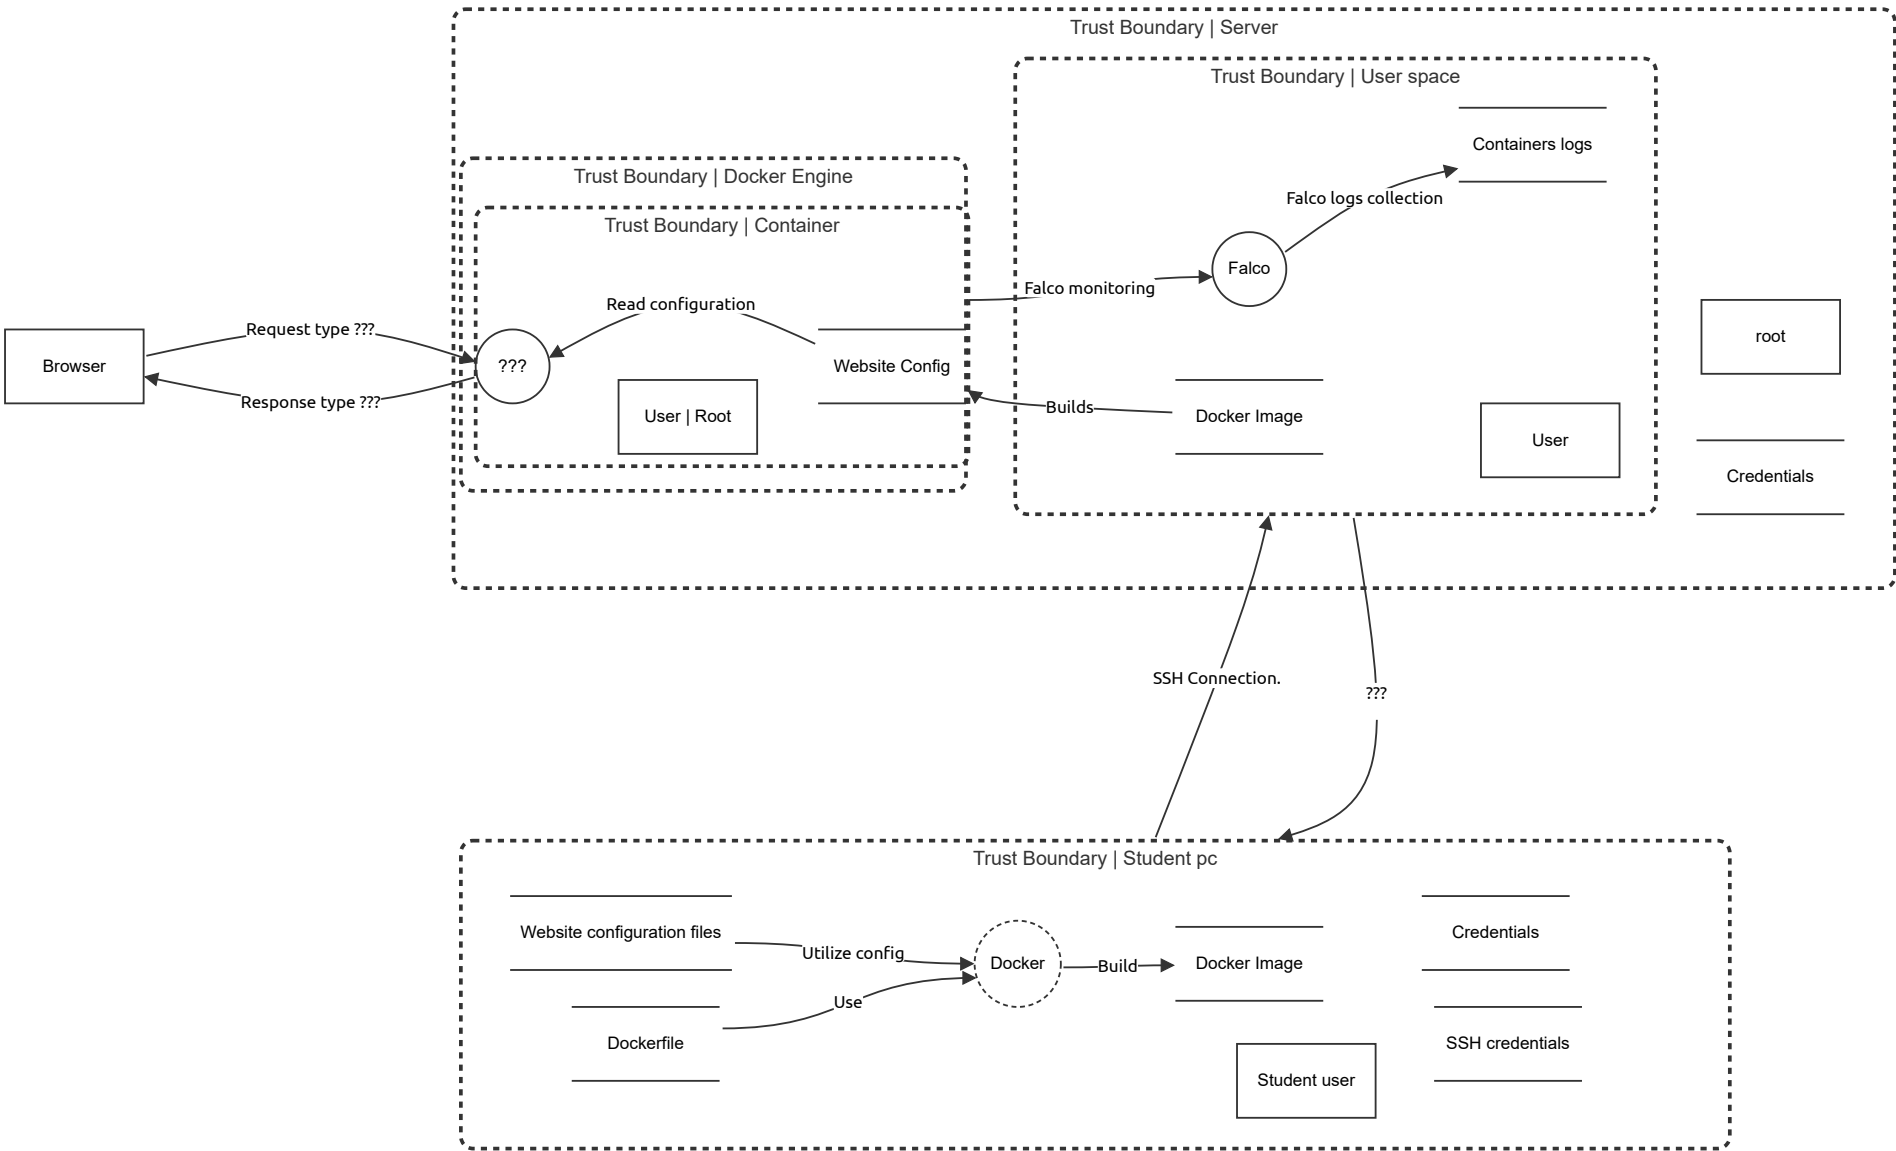 Trust Boundary | Server
Trust Boundary | User space
Containers logs
Trust Boundary | Docker Engine
Falco logs collection
Trust Boundary | Container
Falco
Falco monitoring
Read configuration
Request type ???
root
Browser
???
Website Config
Response type ???
User | Root
Builds
Docker Image
User
Credentials
SSH Connection.
???
Trust Boundary | Student pc
Website configuration files
Utilize config
Docker
Build
Docker Image
Credentials
Use
Dockerfile
SSH credentials
Student user